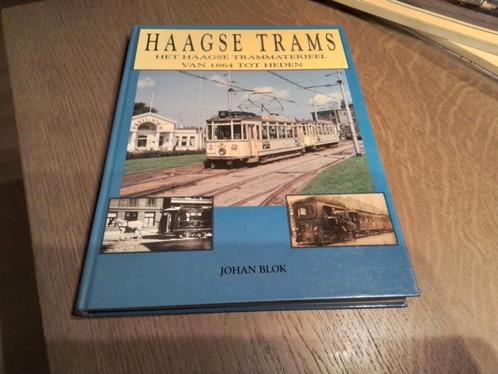 HAAGSE TRAMS
HET HAAGSE TRAMMATERIEEL
VAN 1864 TOT HEDEN
JOHAN BLOK